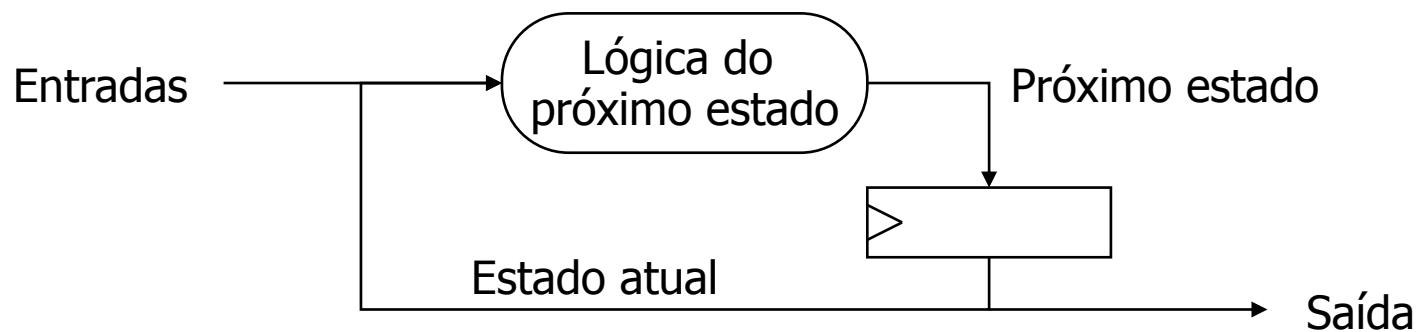 Entradas
Lógica do
próximo estado
Próximo estado
Estado atual
Saída